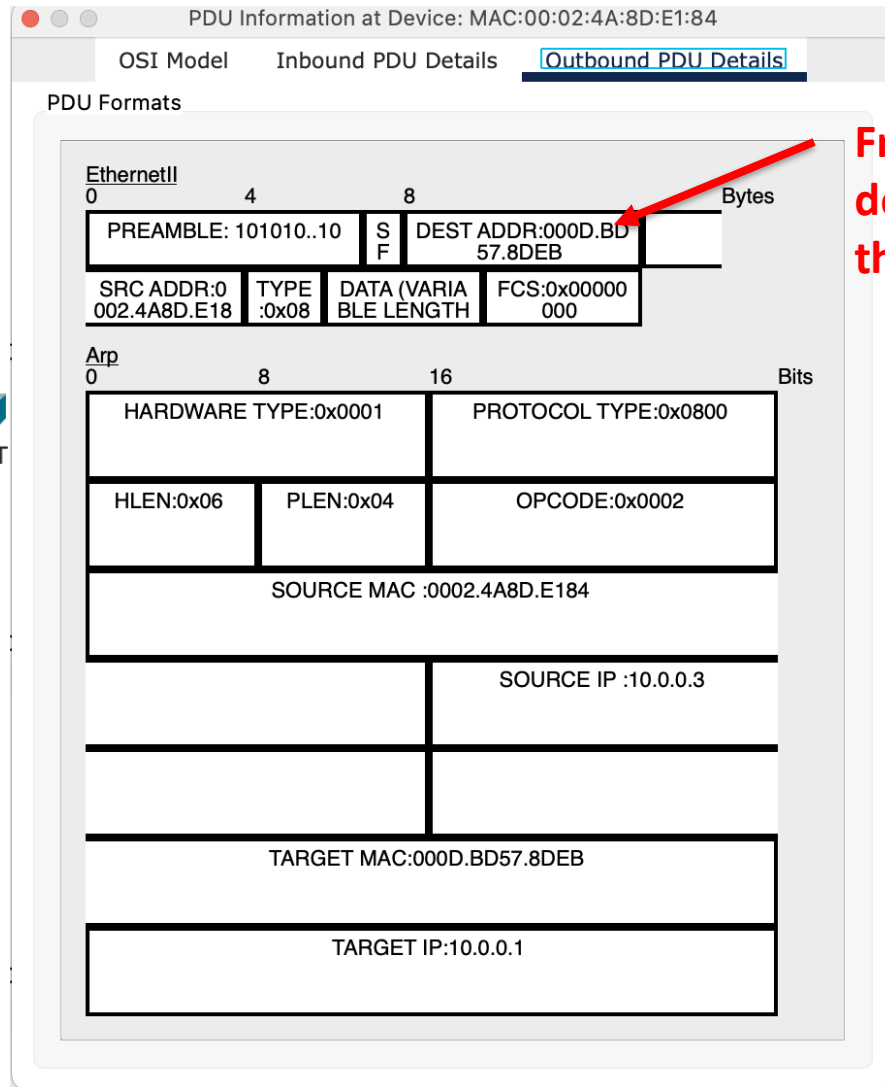 PDU Information at Device: MAC:00:02:4A:8D:E1:84
OSI Model Inbound PDU Details Outbound PDU Details
PDU Formats
EthernetII
0 4 8 Bytes
PREAMBLE: 101010..10
S
F
DEST ADDR:000D.BD
57.8DEB
SRC ADDR:0
002.4A8D.E18
TYPE
:0x08
DATA (VARIA
BLE LENGTH
FCS:0x00000
000
Arp
0 8 16 Bits
HARDWARE TYPE:0x0001 PROTOCOL TYPE:0x0800
HLEN:0x06 PLEN:0x04 OPCODE:0x0002
SOURCE MAC :0002.4A8D.E184
SOURCE IP :10.0.0.3
TARGET MAC:000D.BD57.8DEB
TARGET IP:10.0.0.1